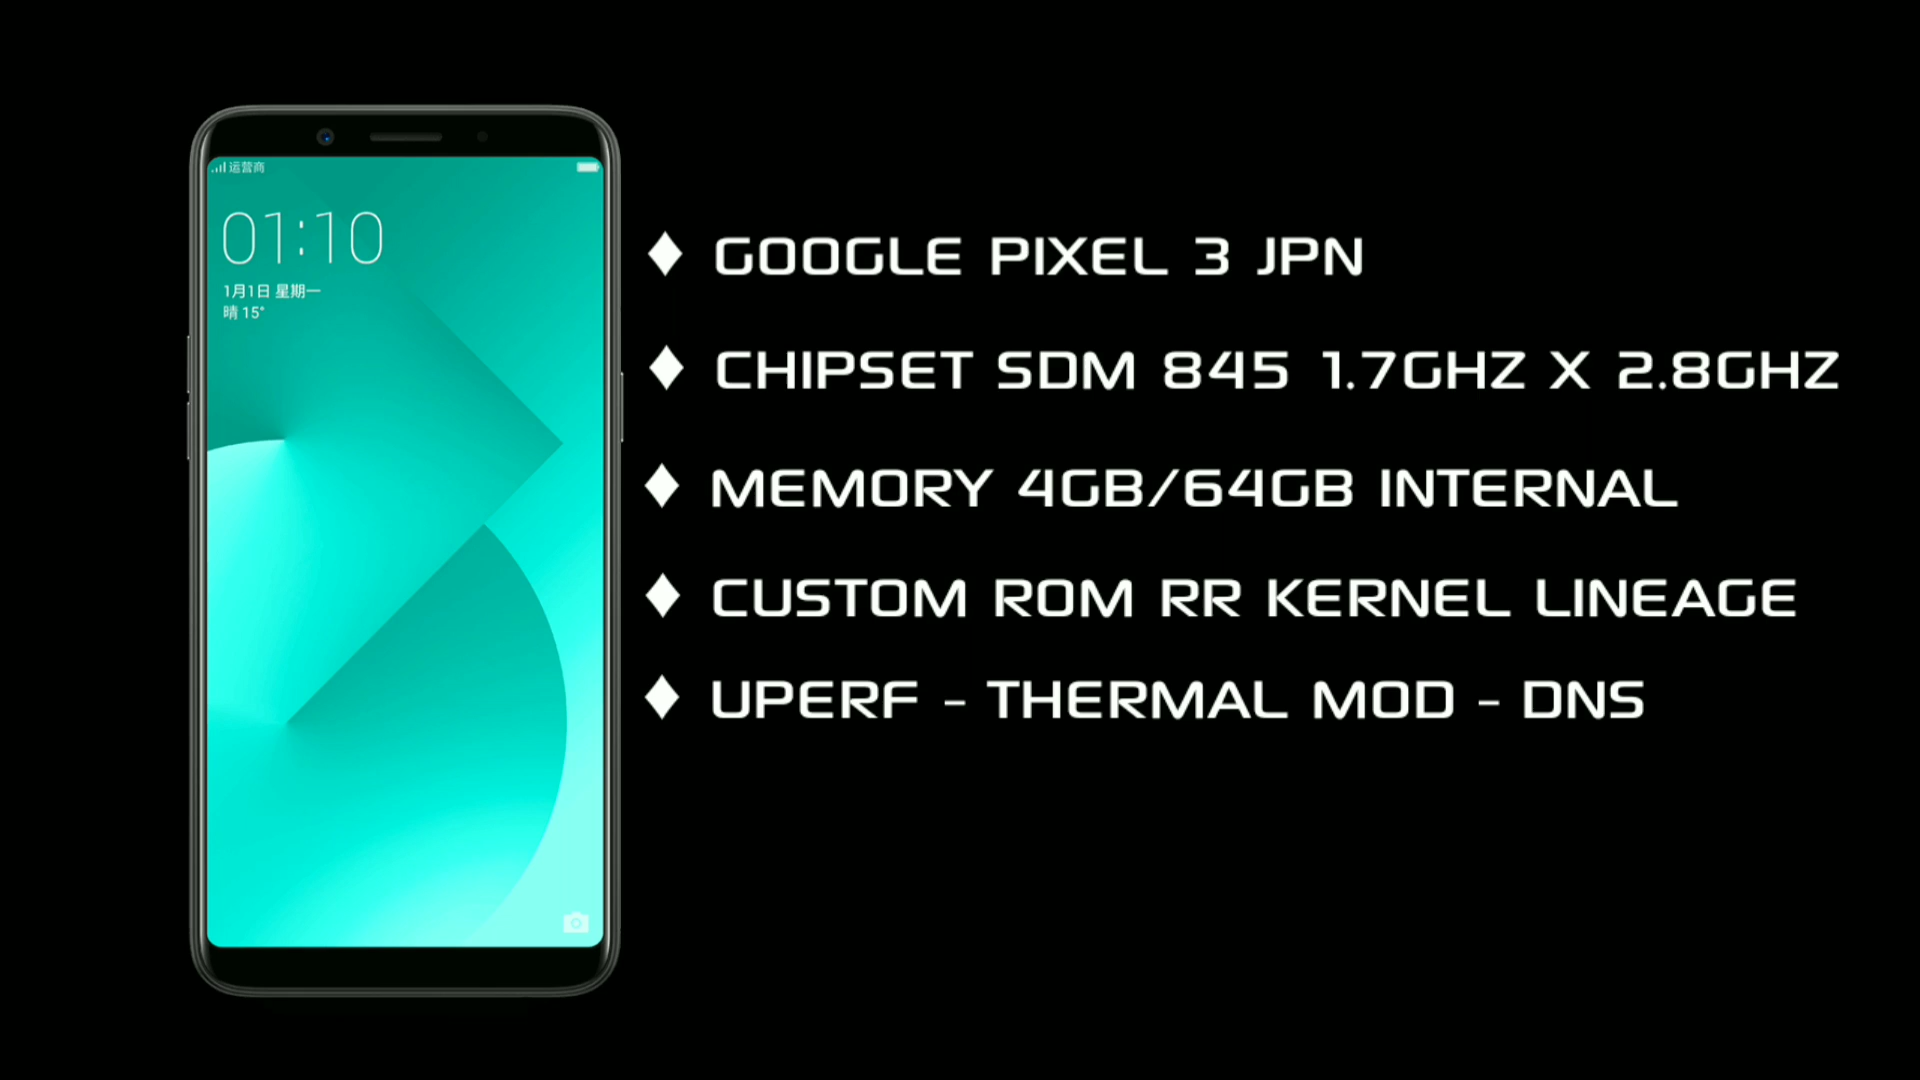 运营商
01:10
1月1日 星期一
晴 15°
GOOGLE PIXEL 3 JPN
CHIPSET SDM 845 1.7GHZ X 2.8GHZ
MEMORY 4GB/64GB INTERNAL
CUSTOM ROM RR KERNEL LINEAGE
UPERF - THERMAL MOD - DNS